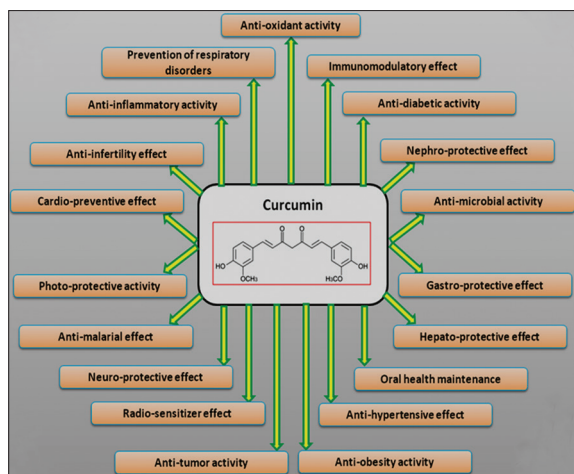 Anti-oxidant activity
Prevention of respiratory
disorders
Immunomodulatory effect
Anti-inflammatory activity
Anti-diabetic activity
Anti-infertility effect
Nephro-protective effect
Cardio-preventive effect
Anti-microbial activity
Curcumin
O O
HO OH
OCH₃ H₃CO
Photo-protective activity
Gastro-protective effect
Anti-malarial effect
Hepato-protective effect
Neuro-protective effect
Oral health maintenance
Radio-sensitizer effect
Anti-hypertensive effect
Anti-tumor activity
Anti-obesity activity